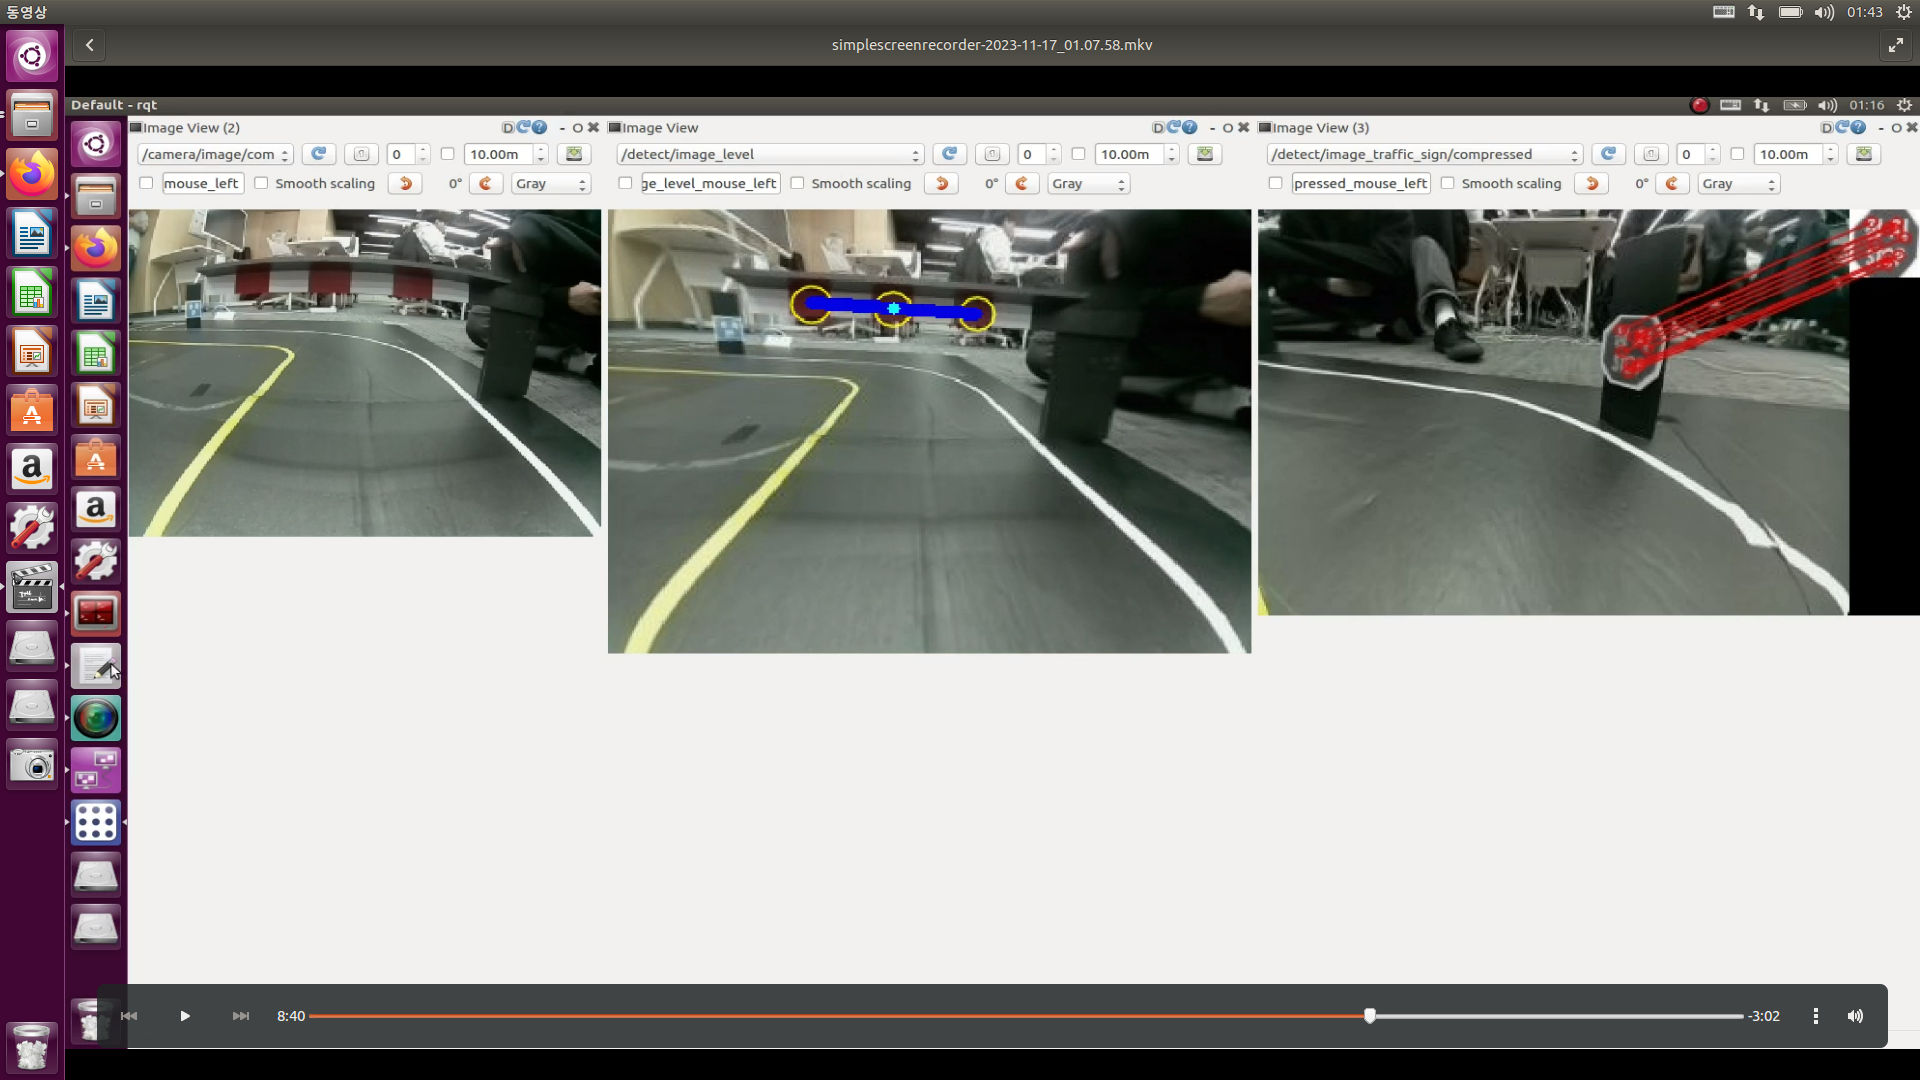 동영상
01:43
simplescreenrecorder-2023-11-17_01.07.58.mkv
Default - rqt
01:16
Image View (2)
D
- O
/camera/image/com
0
10.00m
mouse_left
Smooth scaling
0°
Gray
Image View
D
- O
/detect/image_level
0
10.00m
ge_level_mouse_left
Smooth scaling
0°
Gray
Image View (3)
D
- O
/detect/image_traffic_sign/compressed
0
10.00m
pressed_mouse_left
Smooth scaling
0°
Gray
8:40
-3:02